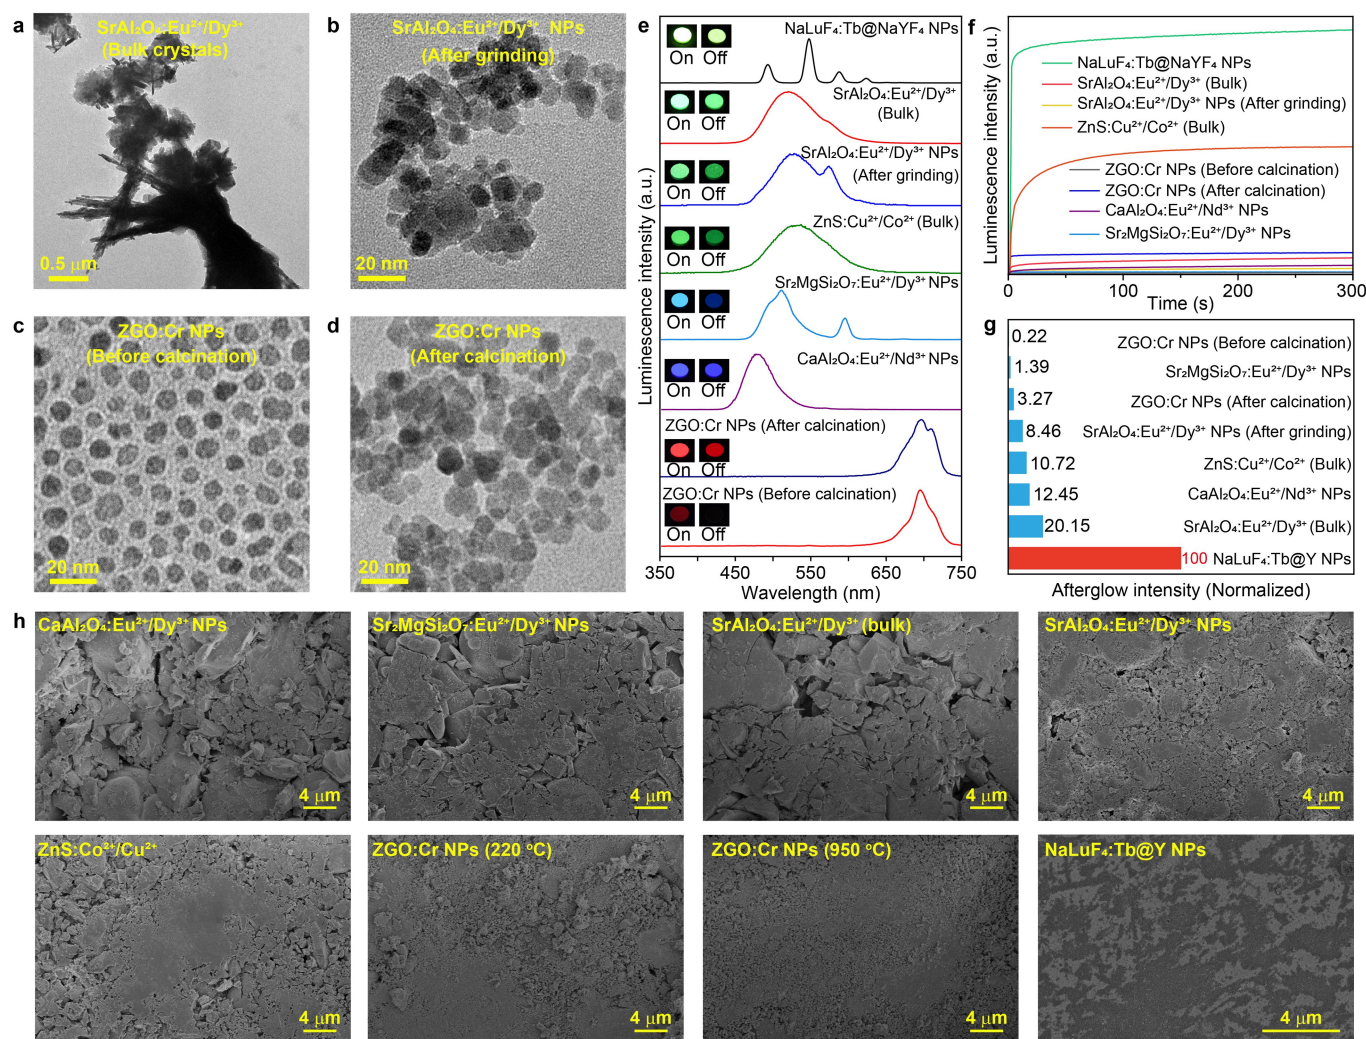 a
SrAl₂O₄:Eu²⁺/Dy³⁺
(Bulk crystals)
0.5 μm
b
SrAl₂O₄:Eu²⁺/Dy³⁺ NPs
(After grinding)
20 nm
c
ZGO:Cr NPs
(Before calcination)
20 nm
d
ZGO:Cr NPs
(After calcination)
20 nm
e
Luminescence intensity (a.u.)
NaLuF₄:Tb@NaYF₄ NPs
On Off
SrAl₂O₄:Eu²⁺/Dy³⁺
(Bulk)
On Off
SrAl₂O₄:Eu²⁺/Dy³⁺ NPs
(After grinding)
On Off
ZnS:Cu²⁺/Co²⁺ (Bulk)
On Off
Sr₂MgSi₂O₇:Eu²⁺/Dy³⁺ NPs
On Off
CaAl₂O₄:Eu²⁺/Nd³⁺ NPs
On Off
ZGO:Cr NPs (After calcination)
On Off
ZGO:Cr NPs (Before calcination)
On Off
350 450 550 650 750
Wavelength (nm)
f
Luminescence intensity (a.u.)
NaLuF₄:Tb@NaYF₄ NPs
SrAl₂O₄:Eu²⁺/Dy³⁺ (Bulk)
SrAl₂O₄:Eu²⁺/Dy³⁺ NPs (After grinding)
ZnS:Cu²⁺/Co²⁺ (Bulk)
ZGO:Cr NPs (Before calcination)
ZGO:Cr NPs (After calcination)
CaAl₂O₄:Eu²⁺/Nd³⁺ NPs
Sr₂MgSi₂O₇:Eu²⁺/Dy³⁺ NPs
0 100 200 300
Time (s)
g
0.22 ZGO:Cr NPs (Before calcination)
1.39 Sr₂MgSi₂O₇:Eu²⁺/Dy³⁺ NPs
3.27 ZGO:Cr NPs (After calcination)
8.46 SrAl₂O₄:Eu²⁺/Dy³⁺ NPs (After grinding)
10.72 ZnS:Cu²⁺/Co²⁺ (Bulk)
12.45 CaAl₂O₄:Eu²⁺/Nd³⁺ NPs
20.15 SrAl₂O₄:Eu²⁺/Dy³⁺ (Bulk)
100 NaLuF₄:Tb@Y NPs
Afterglow intensity (Normalized)
h
CaAl₂O₄:Eu²⁺/Dy³⁺ NPs
4 μm
Sr₂MgSi₂O₇:Eu²⁺/Dy³⁺ NPs
4 μm
SrAl₂O₄:Eu²⁺/Dy³⁺ (bulk)
4 μm
SrAl₂O₄:Eu²⁺/Dy³⁺ NPs
4 μm
ZnS:Co²⁺/Cu²⁺
4 μm
ZGO:Cr NPs (220 °C)
4 μm
ZGO:Cr NPs (950 °C)
4 μm
NaLuF₄:Tb@Y NPs
4 μm